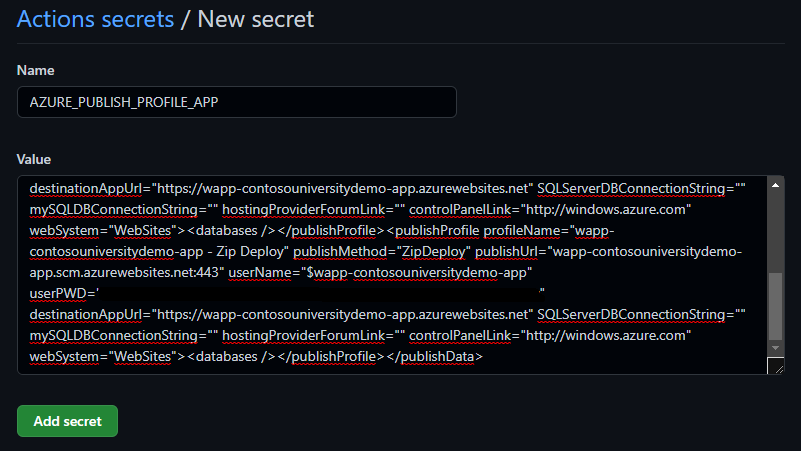 Actions secrets / New secret
Name
AZURE_PUBLISH_PROFILE_APP
Value
destinationAppUrl="https://wapp-contosouniversitydemo-app.azurewebsites.net" SQLServerDBConnectionString=""
mySQLDBConnectionString="" hostingProviderForumLink="" controlPanelLink="http://windows.azure.com"
webSystem="WebSites"><databases /></publishProfile><publishProfile profileName="wapp-
contosouniversitydemo-app - Zip Deploy" publishMethod="ZipDeploy" publishUrl="wapp-contosouniversitydemo-
app.scm.azurewebsites.net:443" userName="$wapp-contosouniversitydemo-app"
userPWD=' "
destinationAppUrl="https://wapp-contosouniversitydemo-app.azurewebsites.net" SQLServerDBConnectionString=""
mySQLDBConnectionString="" hostingProviderForumLink="" controlPanelLink="http://windows.azure.com"
webSystem="WebSites"><databases /></publishProfile></publishData>
Add secret